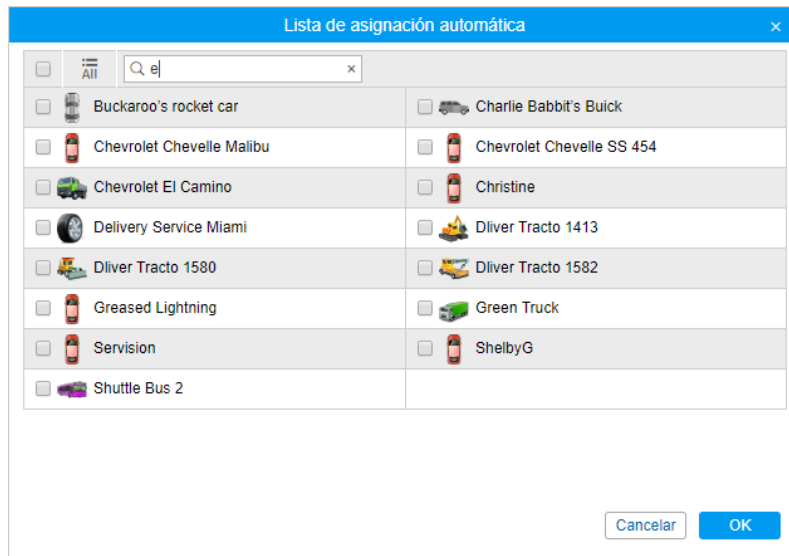 Lista de asignación automática ×
All e ×
Buckaroo's rocket car Charlie Babbit's Buick
Chevrolet Chevelle Malibu Chevrolet Chevelle SS 454
Chevrolet El Camino Christine
Delivery Service Miami Dliver Tracto 1413
Dliver Tracto 1580 Dliver Tracto 1582
Greased Lightning Green Truck
Servision ShelbyG
Shuttle Bus 2
Cancelar OK